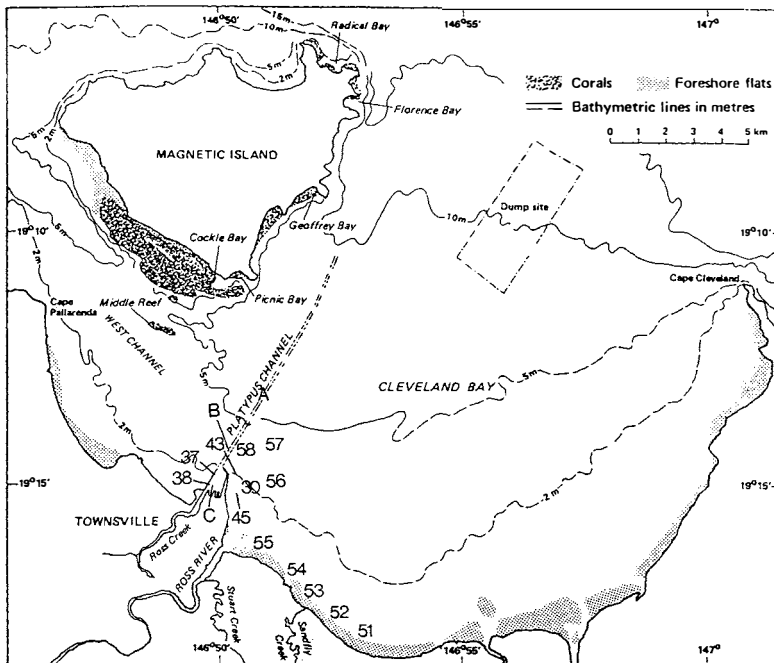 146°50'
146°55'
147°
15m
10m
5m
2m
Radical Bay
Corals
Foreshore flats
Bathymetric lines in metres
0 1 2 3 4 5 km
Florence Bay
5m
2m
MAGNETIC ISLAND
Dump site
Geoffrey Bay
10m
19°10'
19°10'
5m
2m
Cockle Bay
Cape Cleveland
Picnic Bay
Cape Pallarenda
Middle Reef
WEST CHANNEL
PLATYPUS CHANNEL
5m
5m
CLEVELAND BAY
2m
B
A
43
58
57
37
38
30
56
2m
19°15'
19°15'
TOWNSVILLE
C
45
Ross Creek
ROSS RIVER
55
54
53
52
51
Stuart Creek
Sandfly Creek
146°50'
146°55'
147°